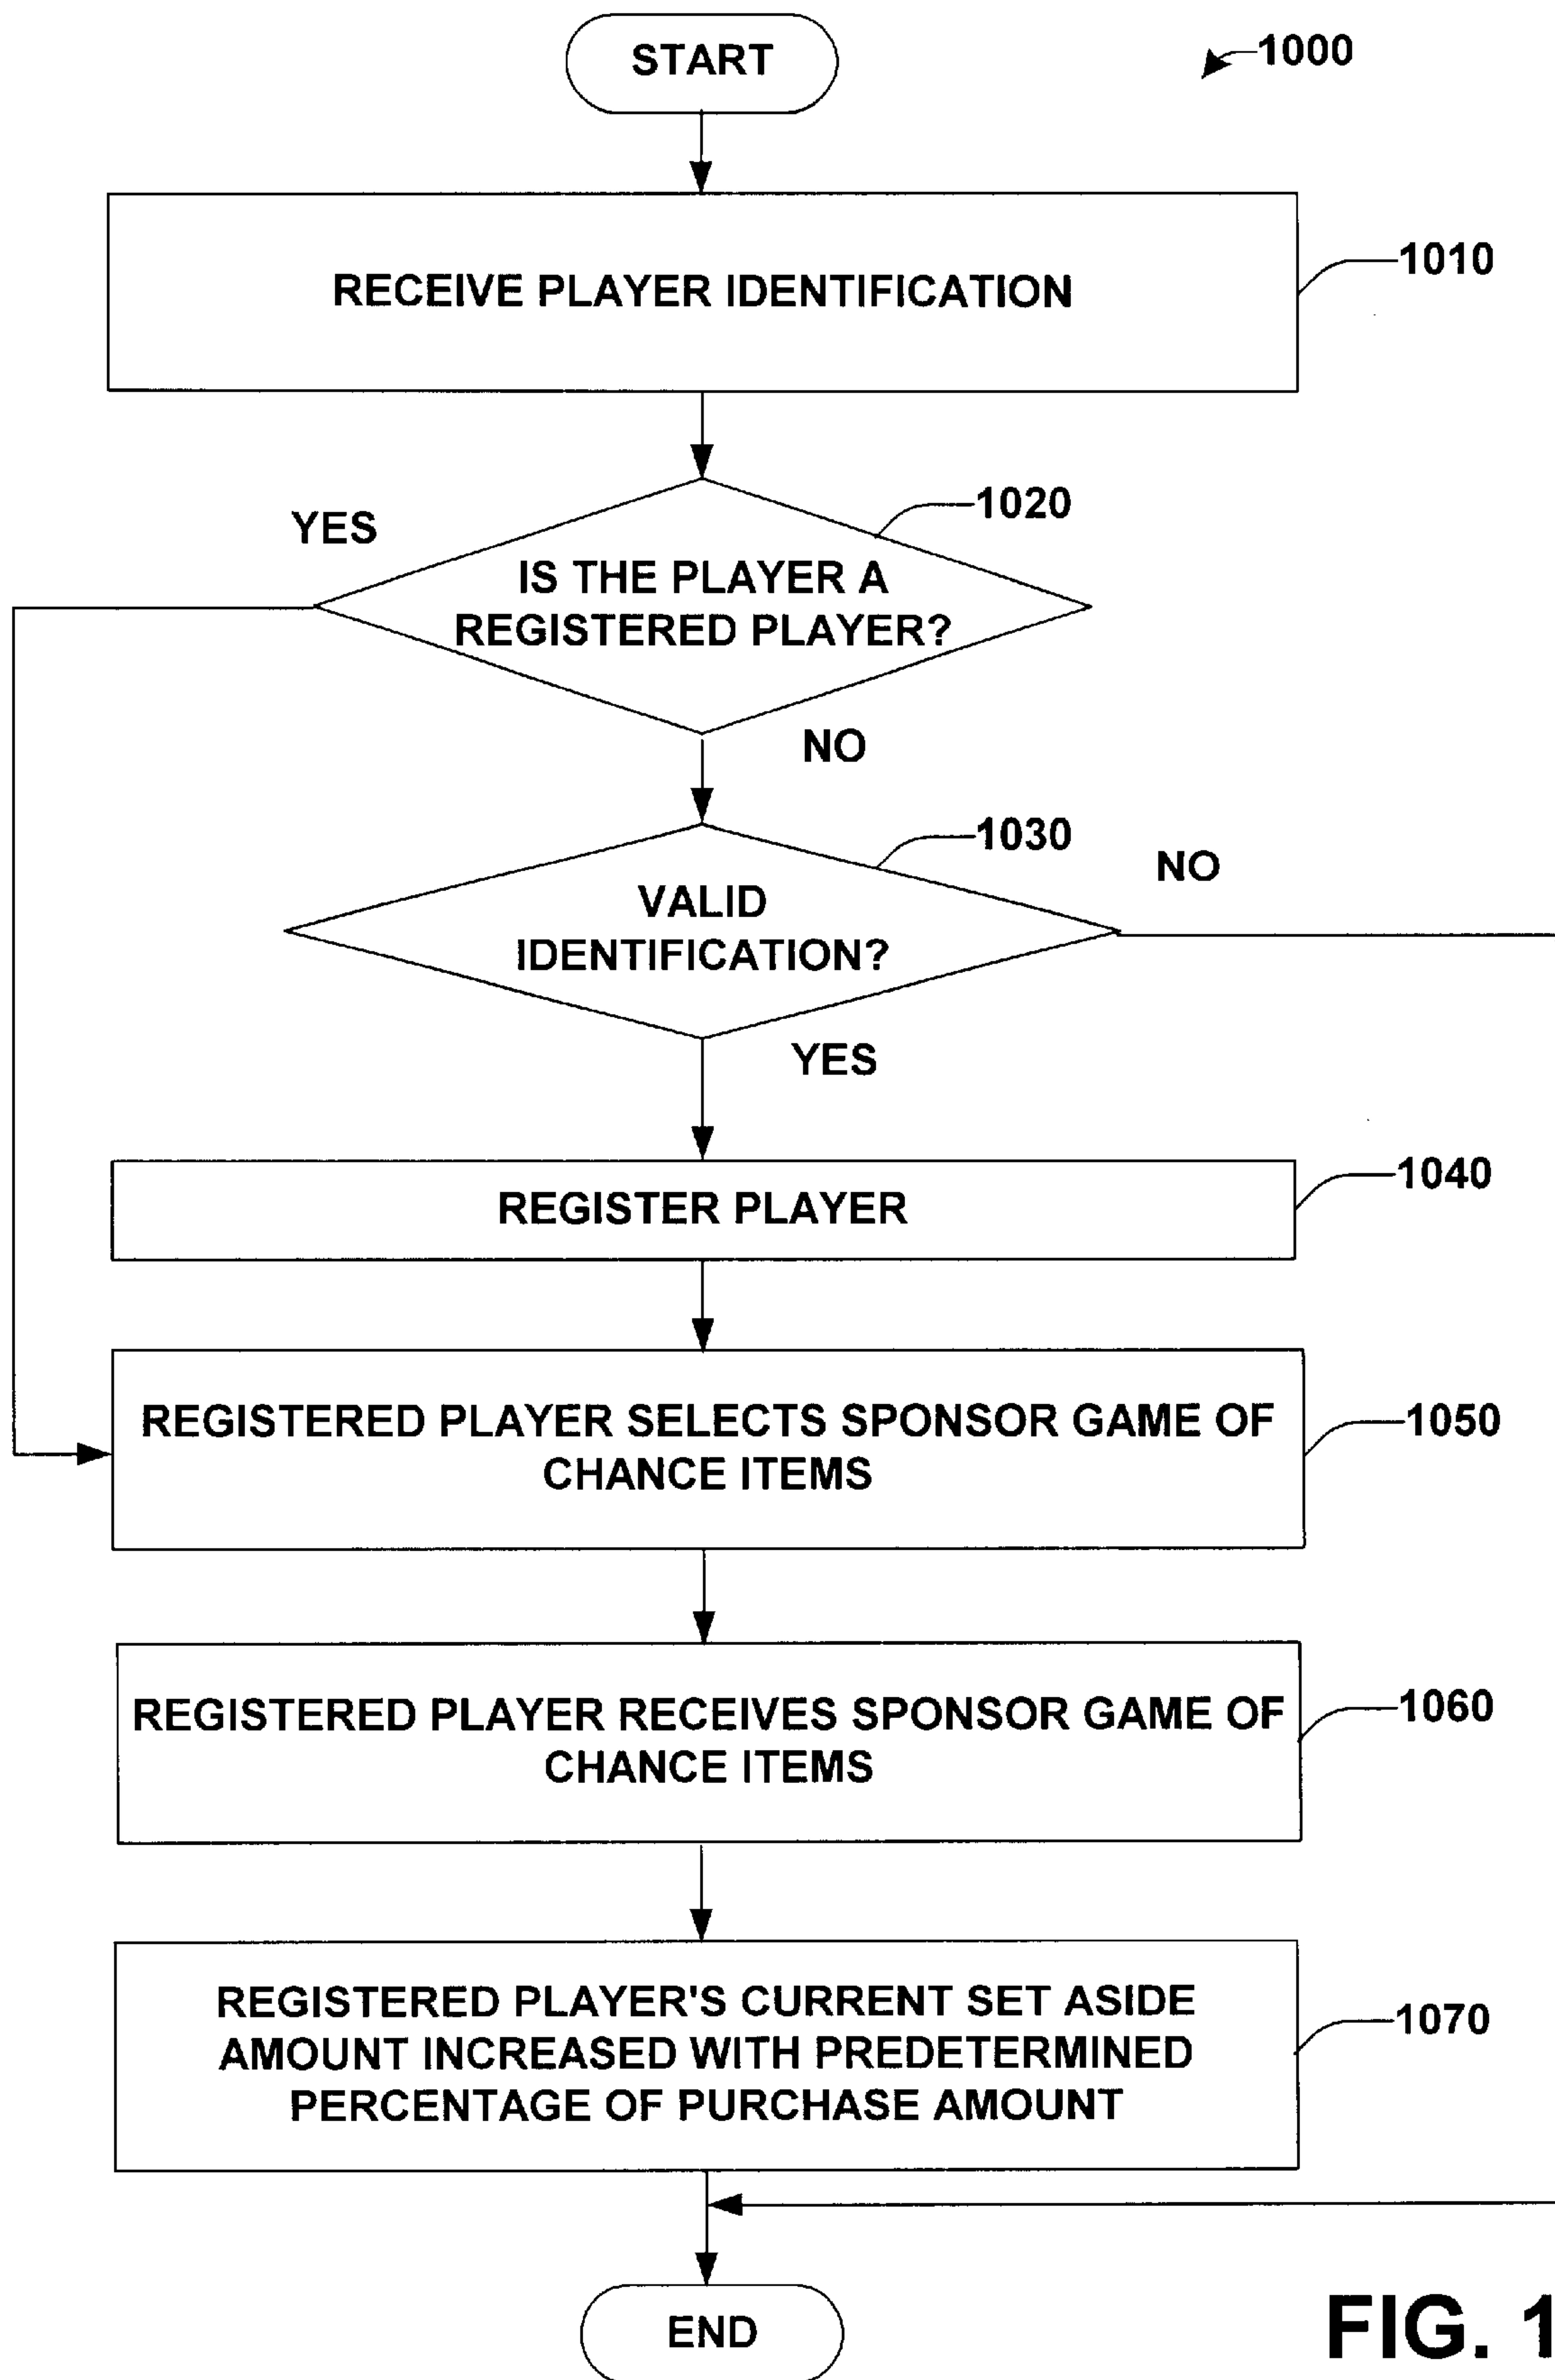 START
1000
RECEIVE PLAYER IDENTIFICATION
1010
YES
1020
IS THE PLAYER A
REGISTERED PLAYER?
NO
1030
NO
VALID
IDENTIFICATION?
YES
REGISTER PLAYER
1040
REGISTERED PLAYER SELECTS SPONSOR GAME OF
CHANCE ITEMS
1050
REGISTERED PLAYER RECEIVES SPONSOR GAME OF
CHANCE ITEMS
1060
REGISTERED PLAYER'S CURRENT SET ASIDE
AMOUNT INCREASED WITH PREDETERMINED
PERCENTAGE OF PURCHASE AMOUNT
1070
END
FIG. 1